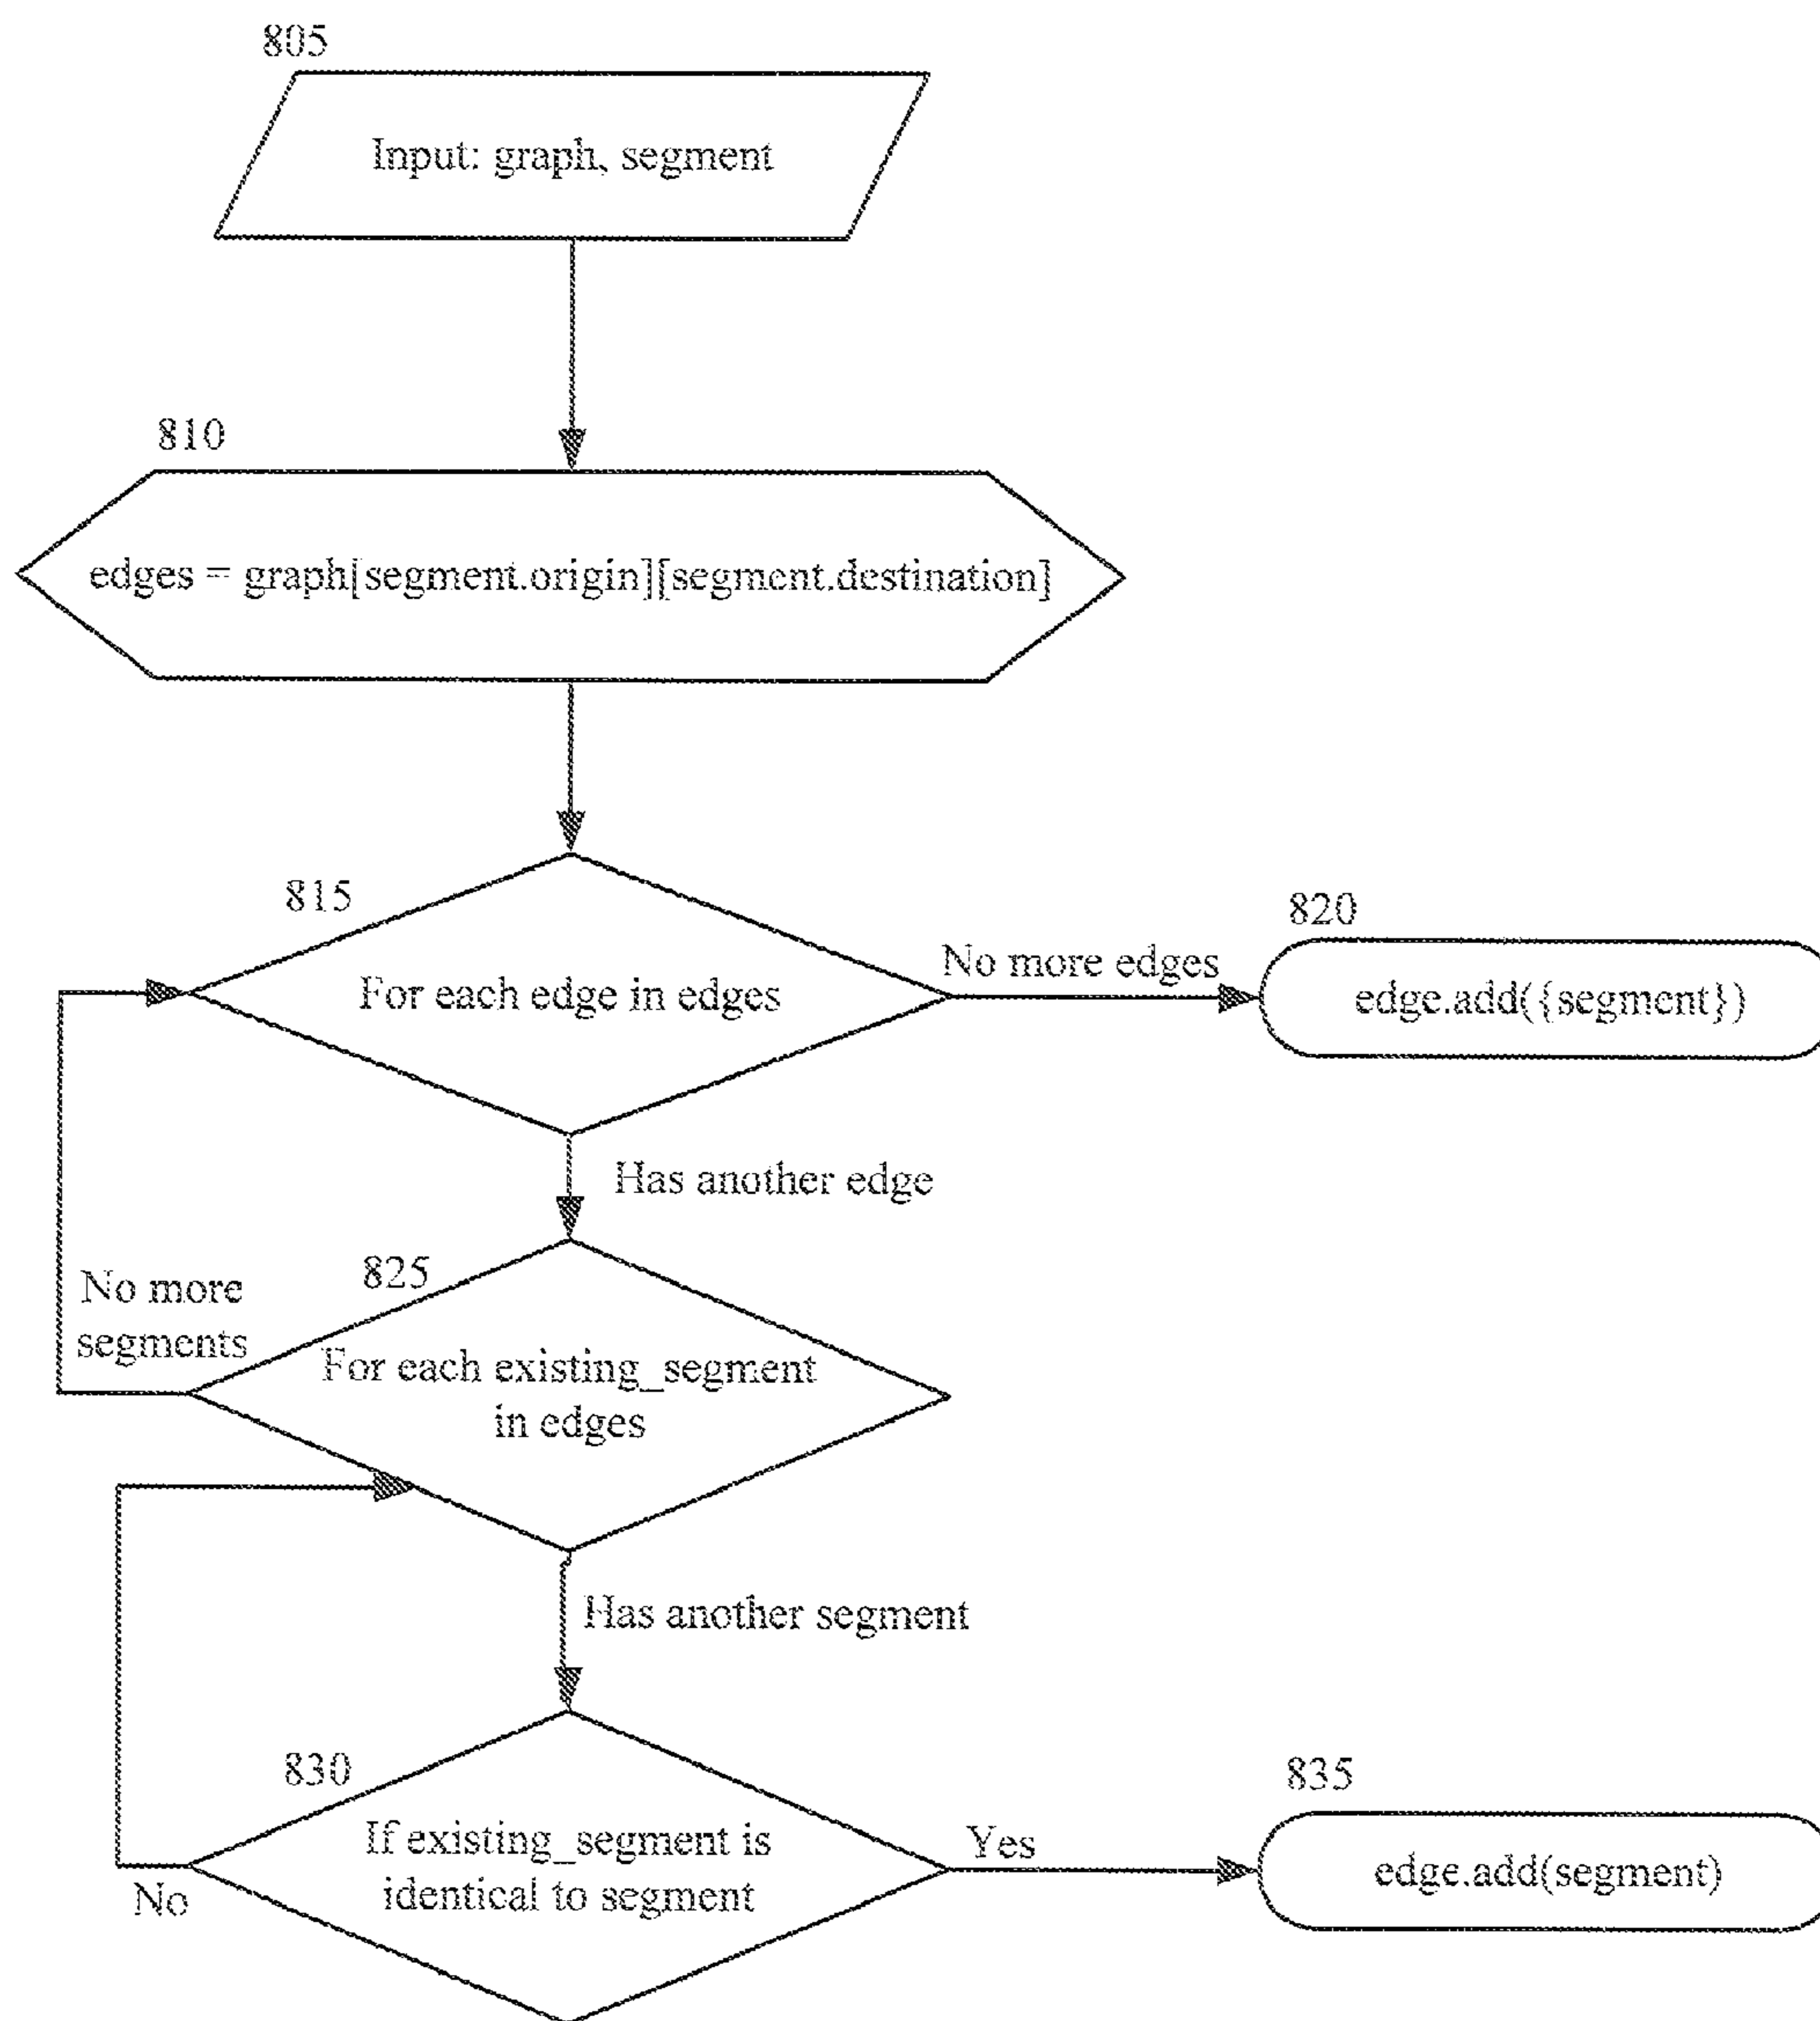 805
Input: graph, segment
810
edges = graph[segment.origin][segment.destination]
815
For each edge in edges
No more edges
820
edge.add({segment})
Has another edge
825
No more
segments
For each existing_segment
in edges
Has another segment
830
If existing_segment is
identical to segment
No
Yes
835
edge.add(segment)